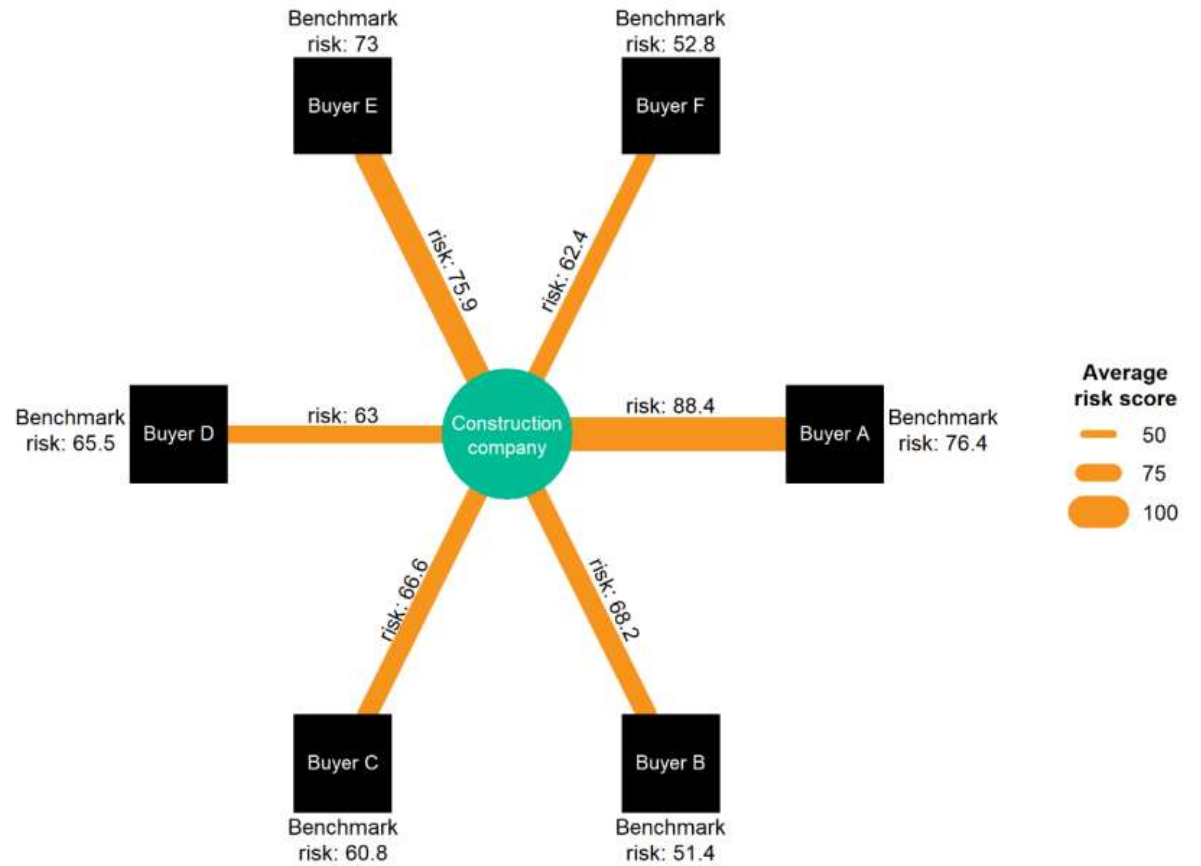 Benchmark
risk: 73
Benchmark
risk: 52.8
Buyer E
Buyer F
risk: 75.9
risk: 62.4
Benchmark
risk: 65.5
Buyer D
risk: 63
Construction
company
risk: 88.4
Buyer A
Benchmark
risk: 76.4
Average
risk score
50
75
100
risk: 66.6
risk: 68.2
Buyer C
Buyer B
Benchmark
risk: 60.8
Benchmark
risk: 51.4